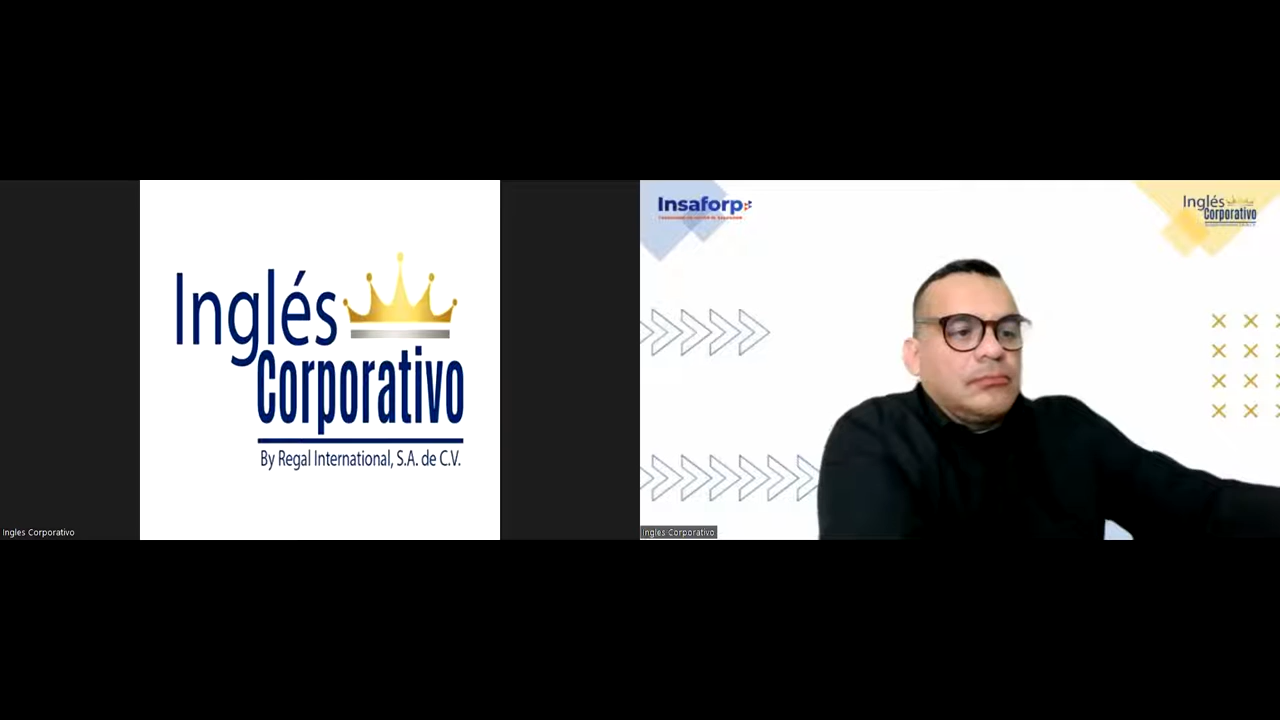 Inglés
Corporativo
By Regal International, S.A. de C.V.
Ingles Corporativo
Insaforp
Inglés
Corporativo
Ingles Corporativo